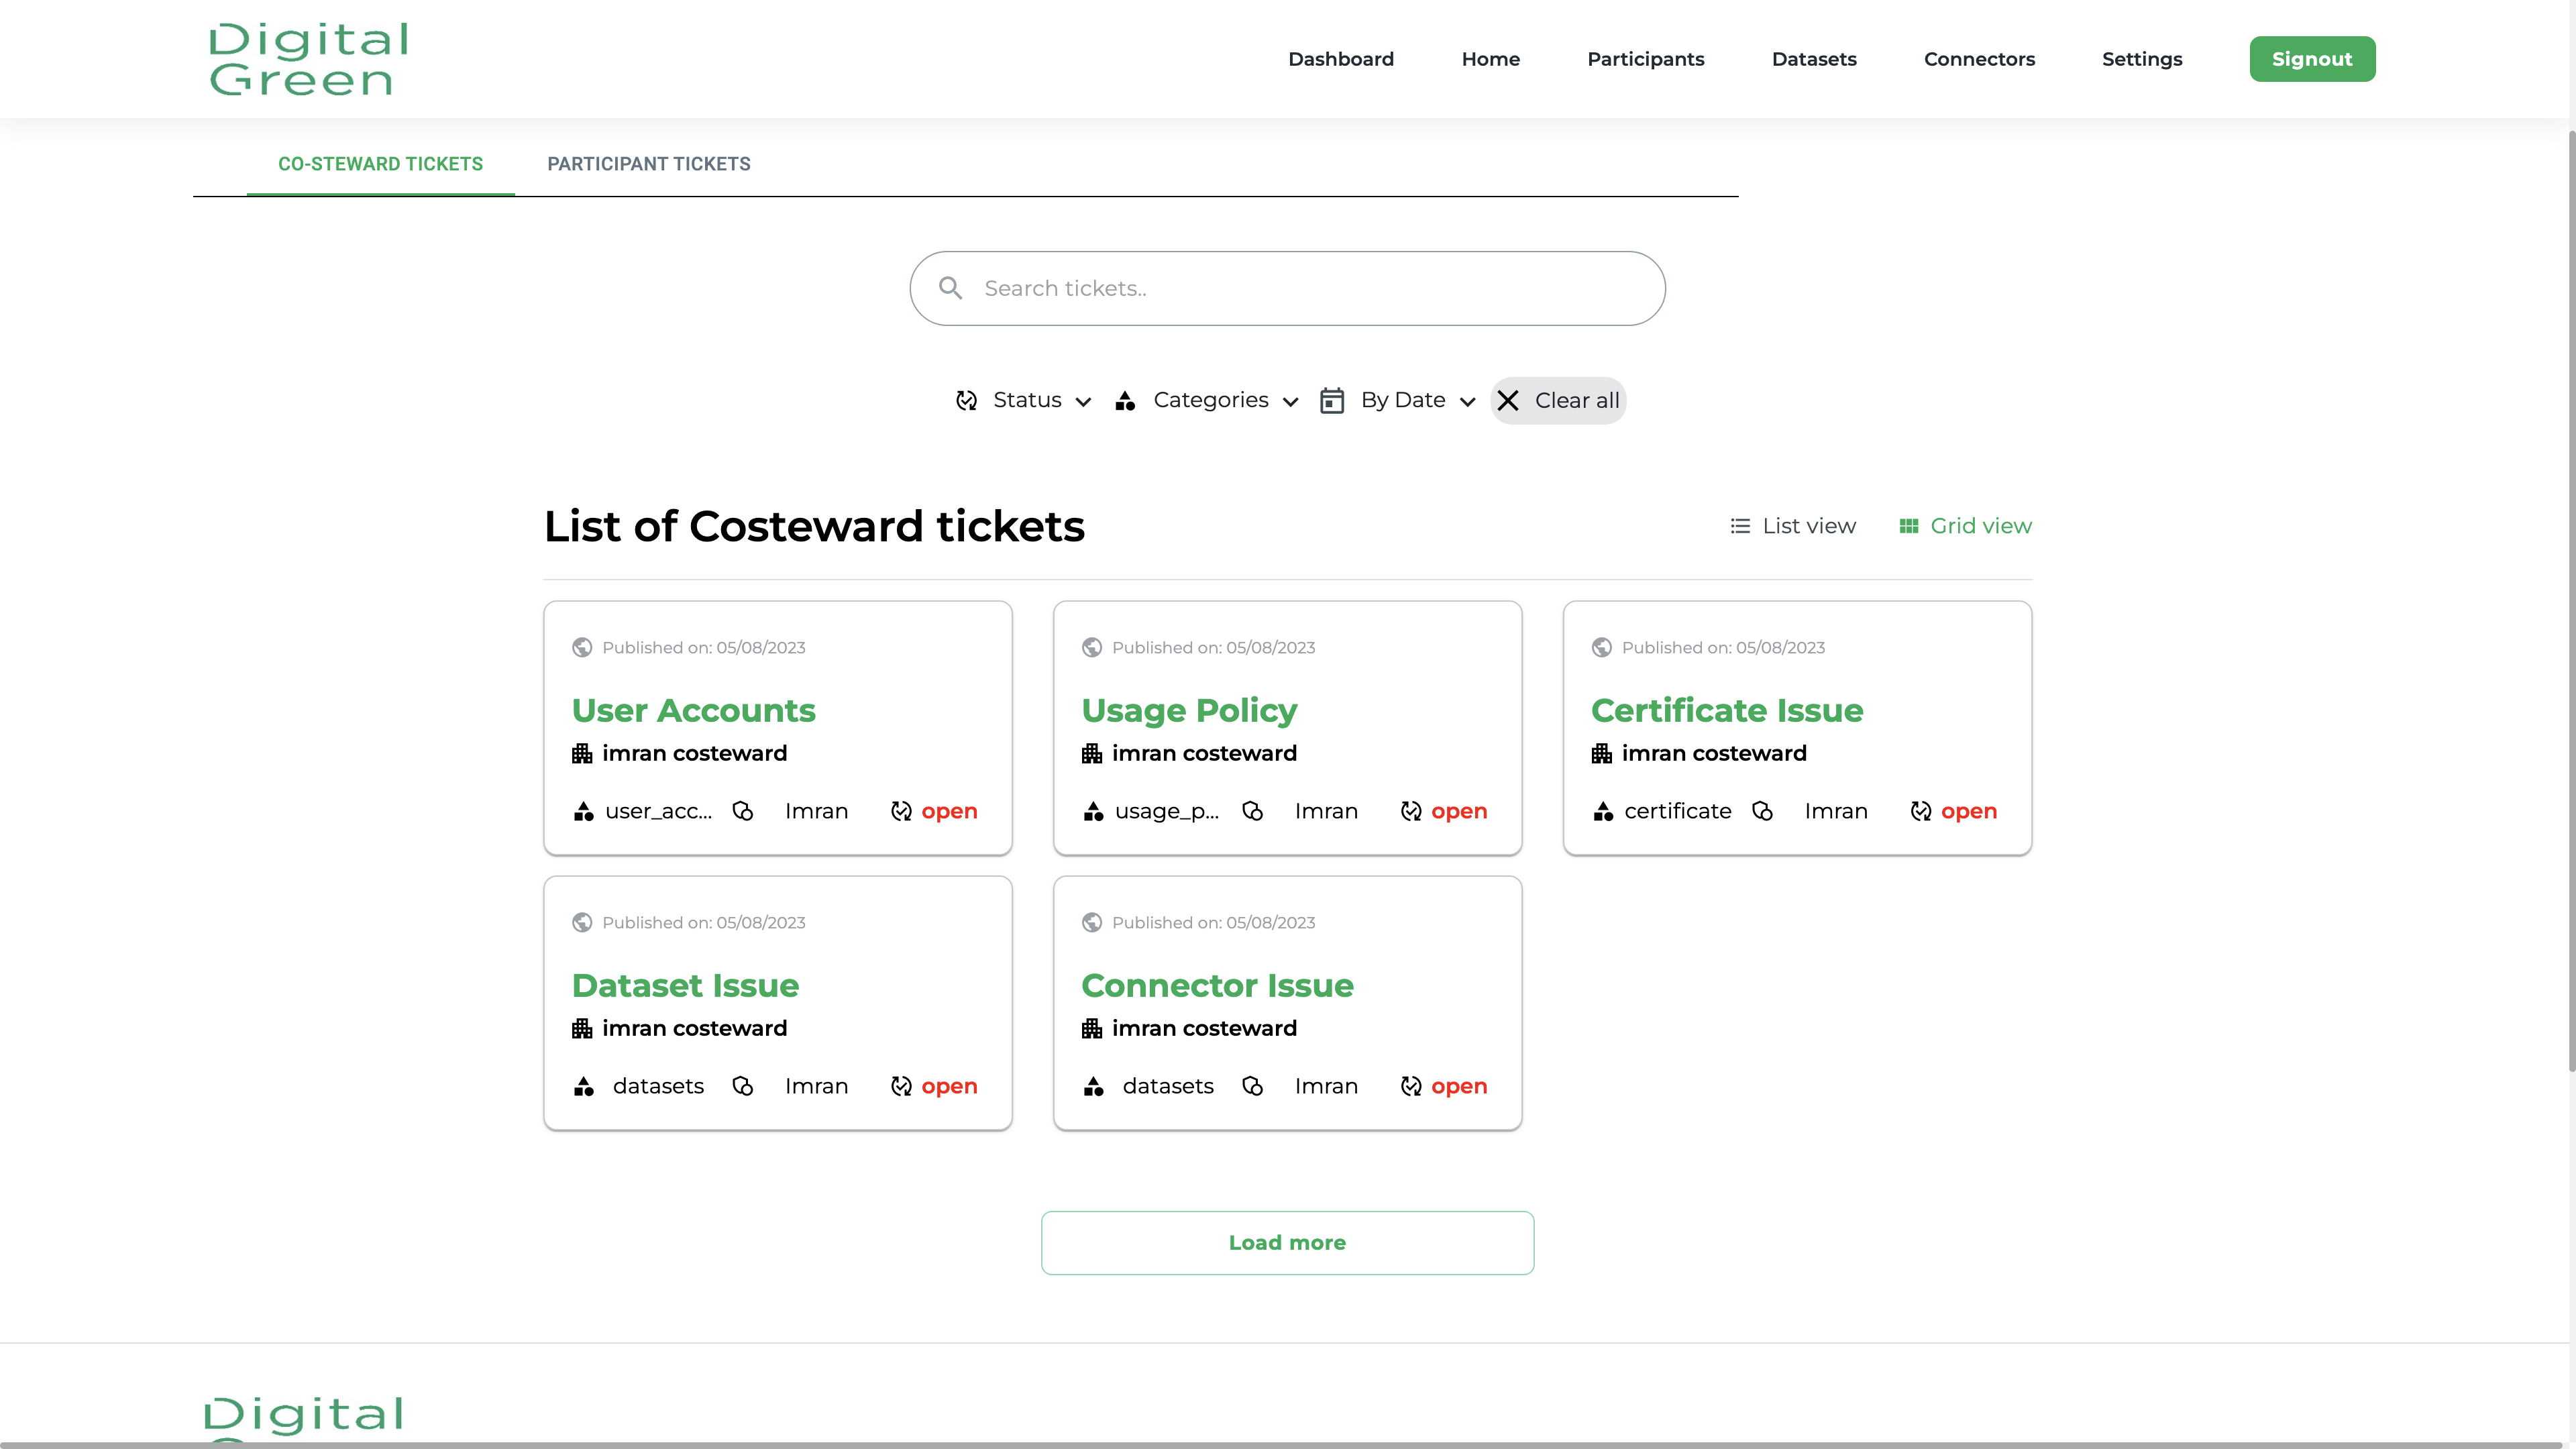 Digital
Green
Dashboard Home Participants Datasets Connectors Settings Signout
CO-STEWARD TICKETS PARTICIPANT TICKETS
Search tickets..
Status Categories By Date Clear all
List of Costeward tickets List view Grid view
Published on: 05/08/2023
User Accounts
imran costeward
user_acc... Imran open
Published on: 05/08/2023
Usage Policy
imran costeward
usage_p... Imran open
Published on: 05/08/2023
Certificate Issue
imran costeward
certificate Imran open
Published on: 05/08/2023
Dataset Issue
imran costeward
datasets Imran open
Published on: 05/08/2023
Connector Issue
imran costeward
datasets Imran open
Load more
Digital